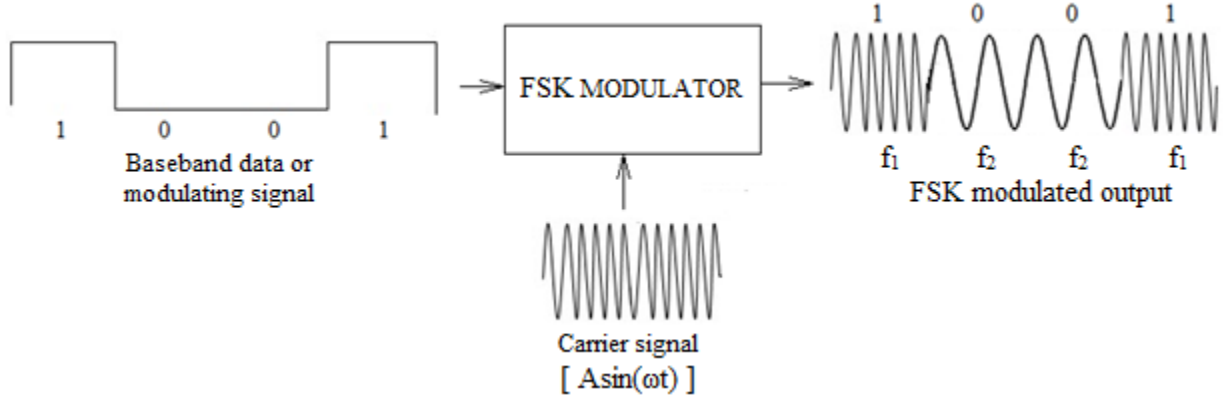 1 0 0 1
Baseband data or
modulating signal
FSK MODULATOR
Carrier signal
[ Asin(ωt) ]
1 0 0 1
f₁ f₂ f₂ f₁
FSK modulated output